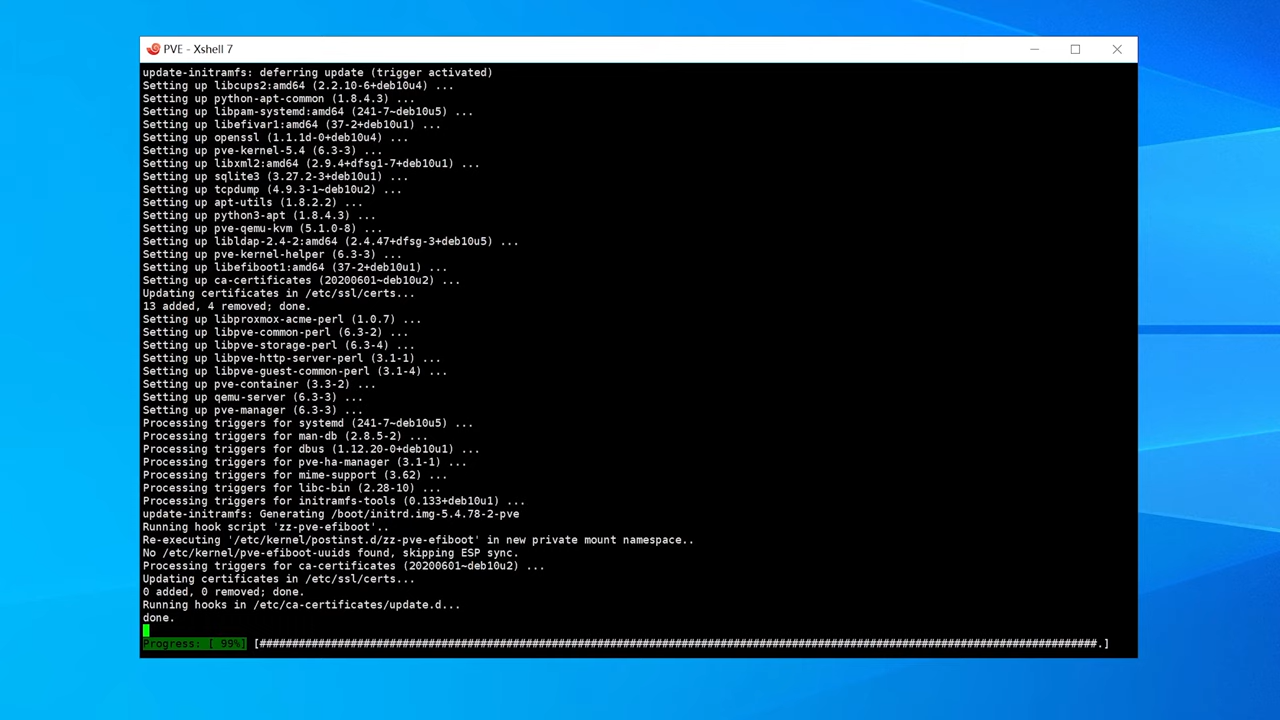 PVE - Xshell 7
update-initramfs: deferring update (trigger activated)
Setting up libcups2:amd64 (2.2.10-6+deb10u4) ...
Setting up python-apt-common (1.8.4.3) ...
Setting up libpam-systemd:amd64 (241-7~deb10u5) ...
Setting up libefivar1:amd64 (37-2+deb10u1) ...
Setting up openssl (1.1.1d-0+deb10u4) ...
Setting up pve-kernel-5.4 (6.3-3) ...
Setting up libxml2:amd64 (2.9.4+dfsg1-7+deb10u1) ...
Setting up sqlite3 (3.27.2-3+deb10u1) ...
Setting up tcpdump (4.9.3-1~deb10u2) ...
Setting up apt-utils (1.8.2.2) ...
Setting up python3-apt (1.8.4.3) ...
Setting up pve-qemu-kvm (5.1.0-8) ...
Setting up libldap-2.4-2:amd64 (2.4.47+dfsg-3+deb10u5) ...
Setting up pve-kernel-helper (6.3-3) ...
Setting up libefiboot1:amd64 (37-2+deb10u1) ...
Setting up ca-certificates (20200601~deb10u2) ...
Updating certificates in /etc/ssl/certs...
13 added, 4 removed; done.
Setting up libproxmox-acme-perl (1.0.7) ...
Setting up libpve-common-perl (6.3-2) ...
Setting up libpve-storage-perl (6.3-4) ...
Setting up libpve-http-server-perl (3.1-1) ...
Setting up libpve-guest-common-perl (3.1-4) ...
Setting up pve-container (3.3-2) ...
Setting up qemu-server (6.3-3) ...
Setting up pve-manager (6.3-3) ...
Processing triggers for systemd (241-7~deb10u5) ...
Processing triggers for man-db (2.8.5-2) ...
Processing triggers for dbus (1.12.20-0+deb10u1) ...
Processing triggers for pve-ha-manager (3.1-1) ...
Processing triggers for mime-support (3.62) ...
Processing triggers for libc-bin (2.28-10) ...
Processing triggers for initramfs-tools (0.133+deb10u1) ...
update-initramfs: Generating /boot/initrd.img-5.4.78-2-pve
Running hook script 'zz-pve-efiboot'..
Re-executing '/etc/kernel/postinst.d/zz-pve-efiboot' in new private mount namespace..
No /etc/kernel/pve-efiboot-uuids found, skipping ESP sync.
Processing triggers for ca-certificates (20200601~deb10u2) ...
Updating certificates in /etc/ssl/certs...
0 added, 0 removed; done.
Running hooks in /etc/ca-certificates/update.d...
done.
Progress: [ 99%] [#################################################################################################################################.]